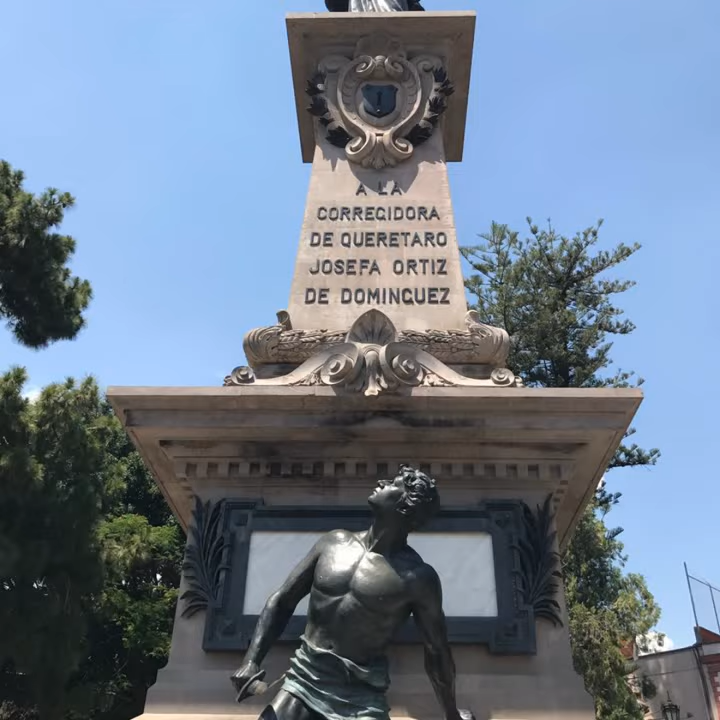 A LA
CORREGIDORA
DE QUERETARO
JOSEFA ORTIZ
DE DOMINGUEZ